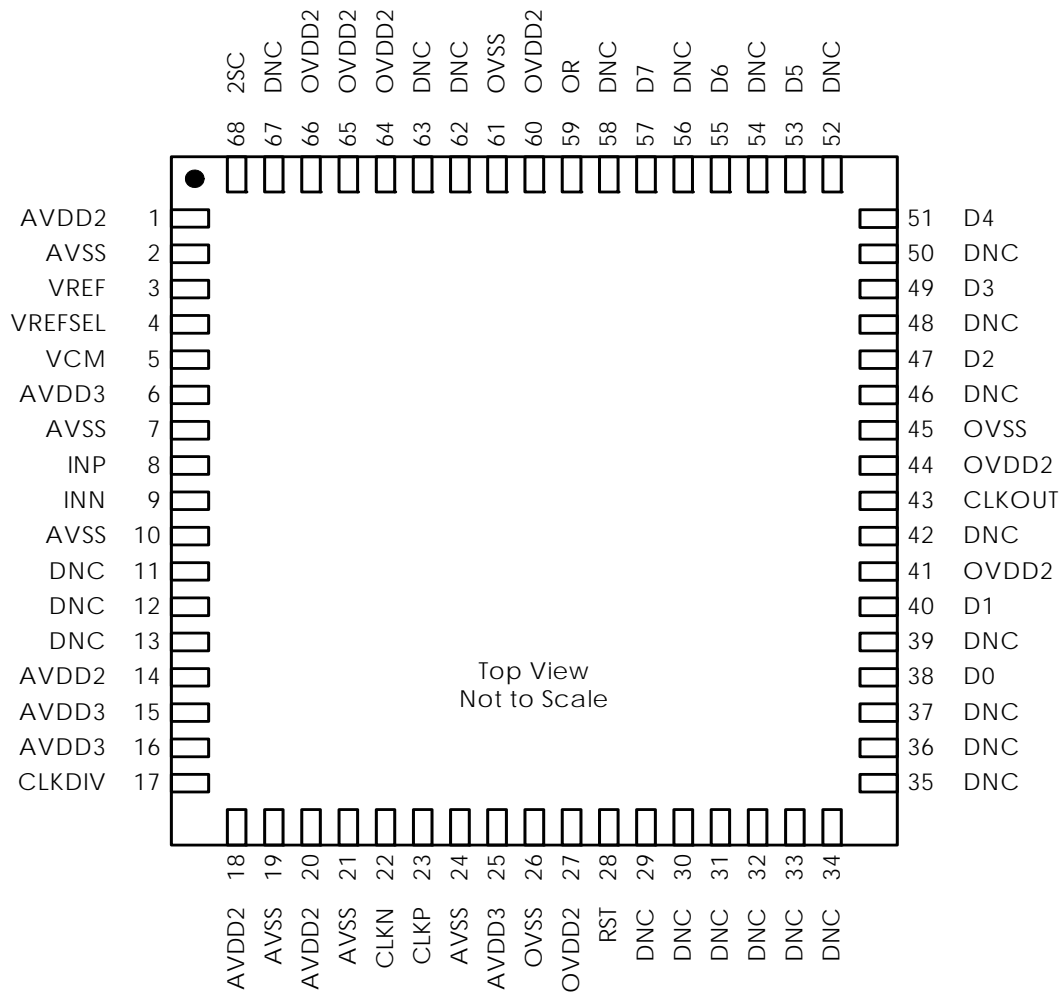 2SC DNC OVDD2 OVDD2 OVDD2 DNC DNC OVSS OVDD2 OR DNC D7 DNC D6 DNC D5 DNC
68 67 66 65 64 63 62 61 60 59 58 57 56 55 54 53 52
AVDD2 1 51 D4
AVSS 2 50 DNC
VREF 3 49 D3
VREFSEL 4 48 DNC
VCM 5 47 D2
AVDD3 6 46 DNC
AVSS 7 45 OVSS
INP 8 44 OVDD2
INN 9 43 CLKOUT
AVSS 10 42 DNC
DNC 11 41 OVDD2
DNC 12 40 D1
DNC 13 39 DNC
AVDD2 14 38 D0
AVDD3 15 37 DNC
AVDD3 16 36 DNC
CLKDIV 17 35 DNC
Top View
Not to Scale
18 19 20 21 22 23 24 25 26 27 28 29 30 31 32 33 34
AVDD2 AVSS AVDD2 AVSS CLKN CLKP AVSS AVDD3 OVSS OVDD2 RST DNC DNC DNC DNC DNC DNC